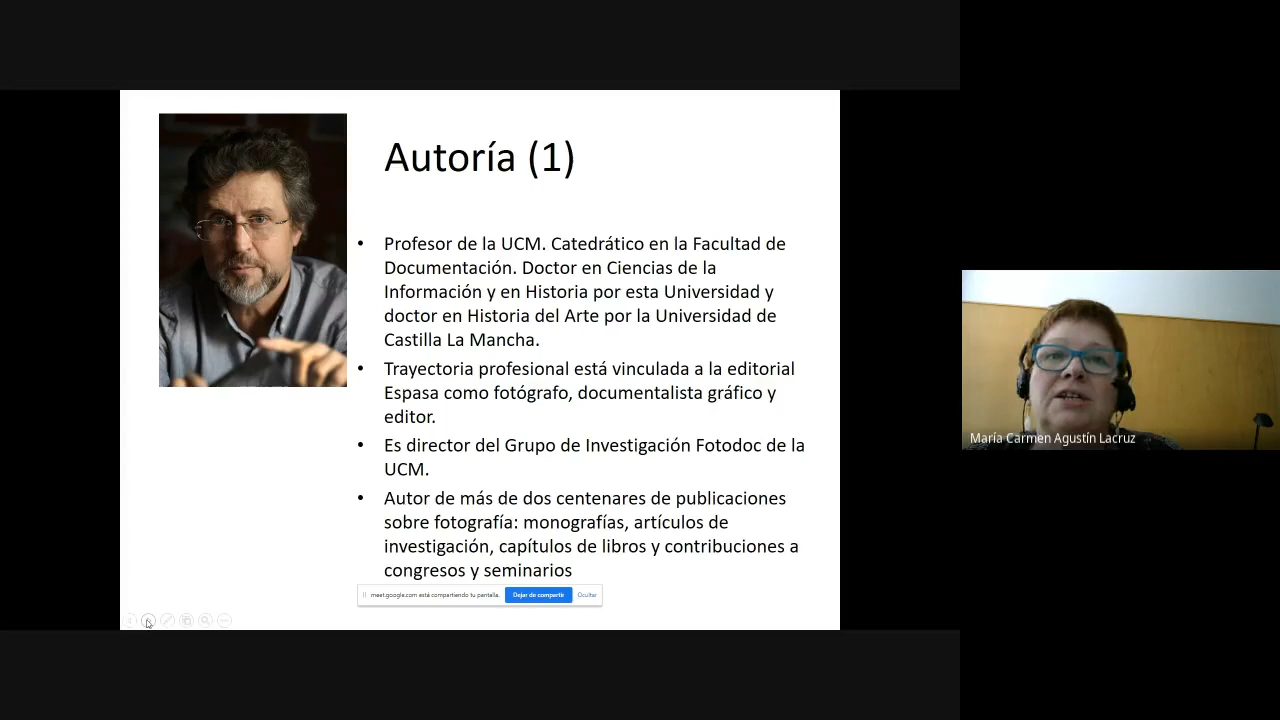 Autoría (1)
• Profesor de la UCM. Catedrático en la Facultad de
Documentación. Doctor en Ciencias de la
Información y en Historia por esta Universidad y
doctor en Historia del Arte por la Universidad de
Castilla La Mancha.
• Trayectoria profesional está vinculada a la editorial
Espasa como fotógrafo, documentalista gráfico y
editor.
• Es director del Grupo de Investigación Fotodoc de la
UCM.
• Autor de más de dos centenares de publicaciones
sobre fotografía: monografías, artículos de
investigación, capítulos de libros y contribuciones a
congresos y seminarios
meet.google.com está compartiendo tu pantalla. Dejar de compartir Ocultar
María Carmen Agustín Lacruz